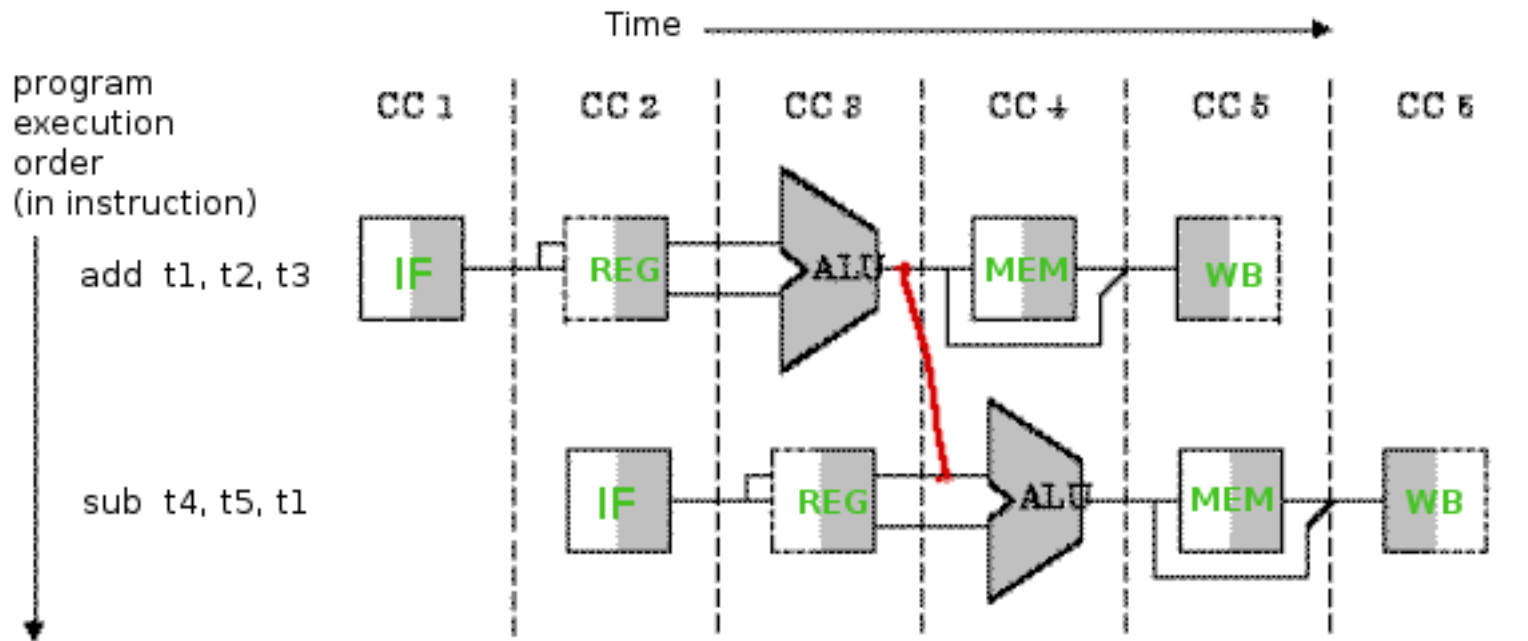 Time
program
execution
order
(in instruction)
CC 1 CC 2 CC 3 CC 4 CC 5 CC 6
add t1, t2, t3
IF REG ALU MEM WB
sub t4, t5, t1
IF REG ALU MEM WB